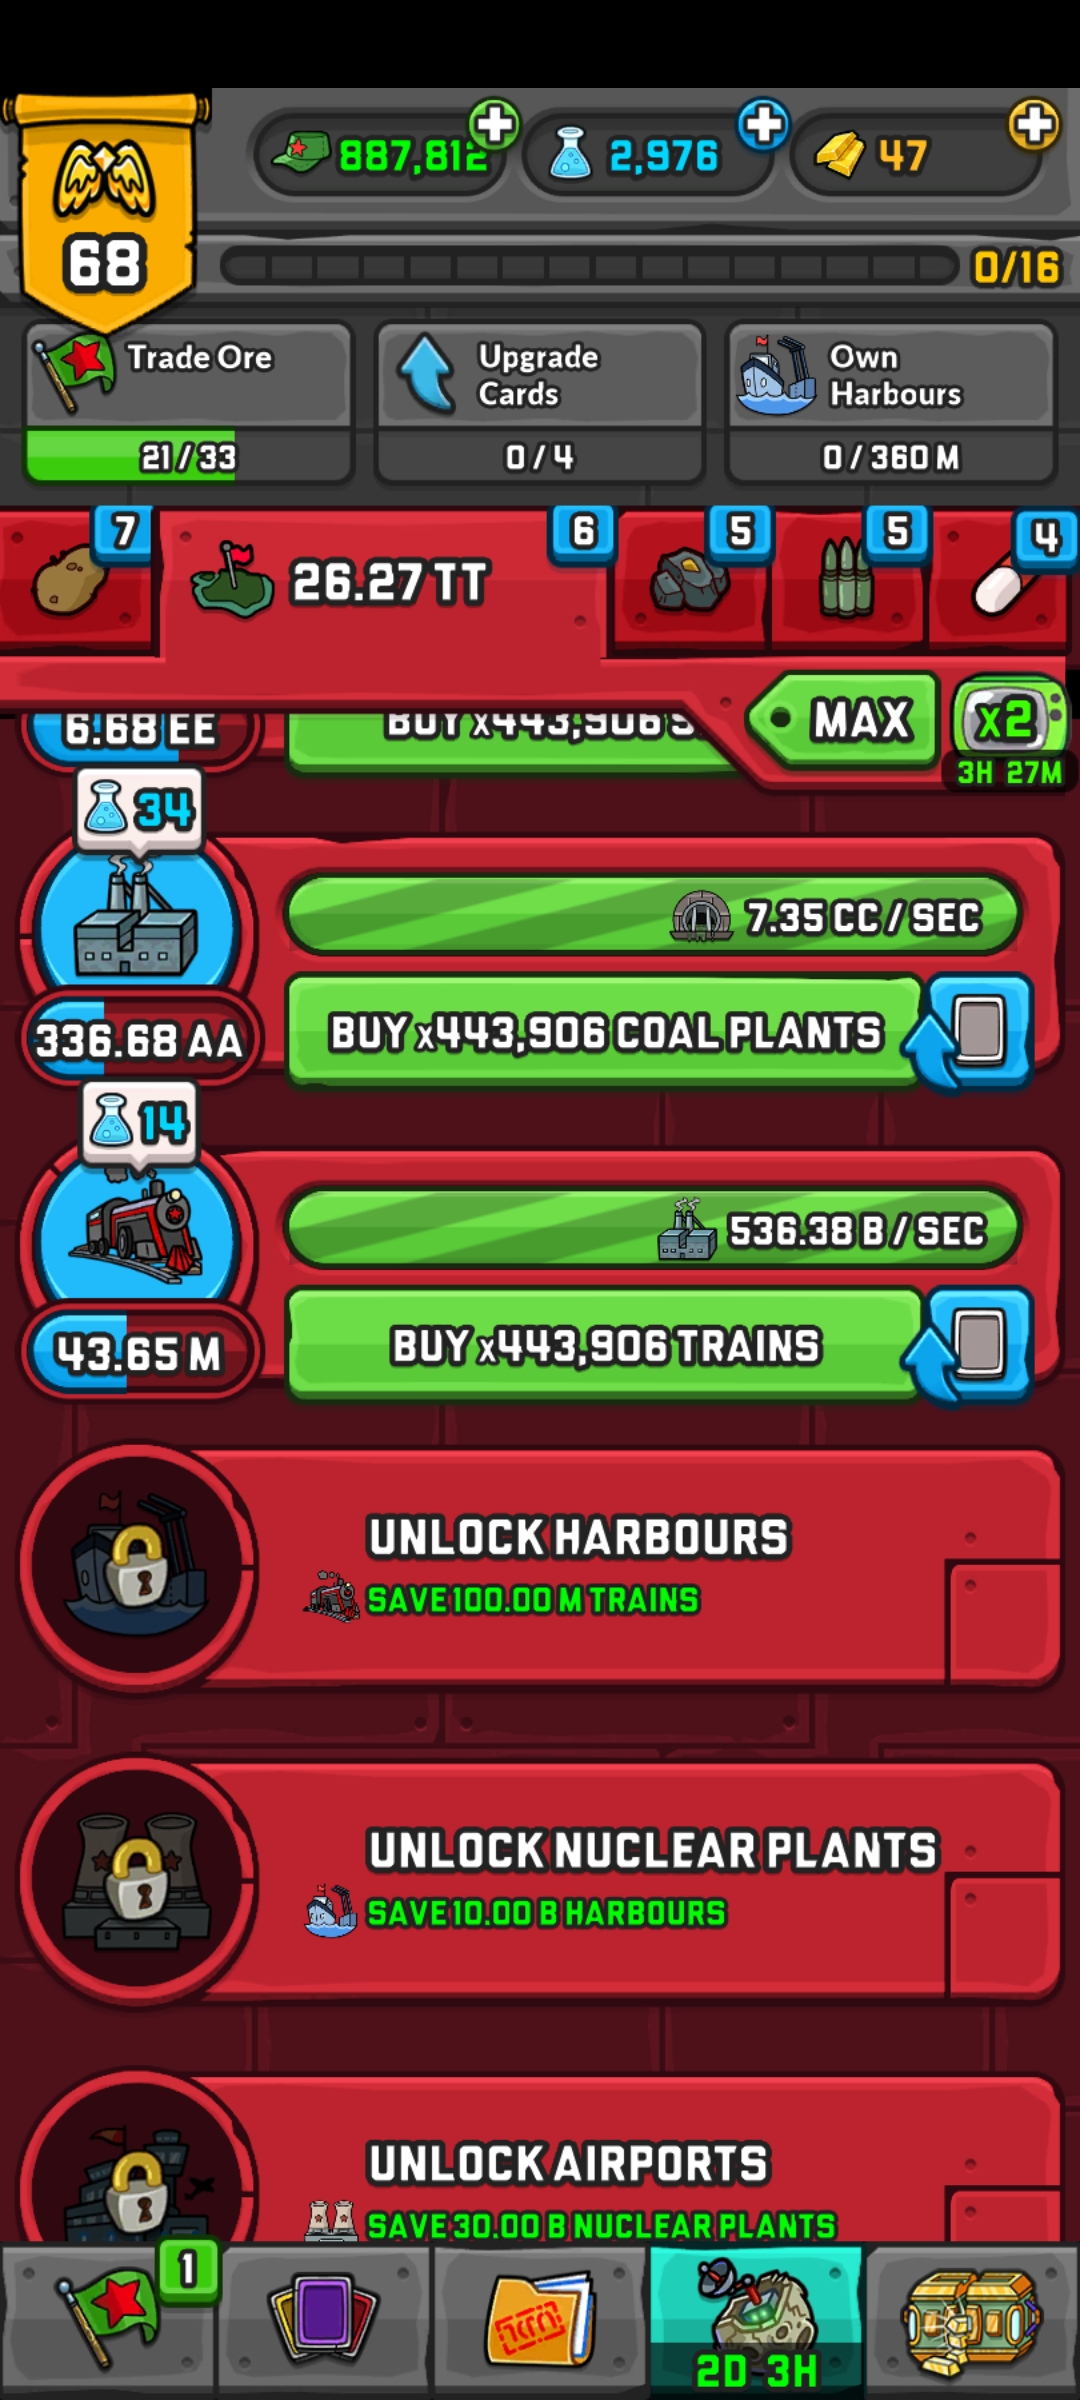 887,812
2,976
47
68
0/16
Trade Ore
21/33
Upgrade
Cards
0/4
Own
Harbours
0/360 M
7
26.27 TT
6
5
5
4
6.68 EE
BUY x443,906 S
MAX
x2
3H 27M
34
7.35 CC / SEC
336.68 AA
BUY x443,906 COAL PLANTS
14
536.38 B / SEC
43.65 M
BUY x443,906 TRAINS
UNLOCK HARBOURS
SAVE 100.00 M TRAINS
UNLOCK NUCLEAR PLANTS
SAVE 10.00 B HARBOURS
UNLOCK AIRPORTS
SAVE 30.00 B NUCLEAR PLANTS
1
2D 3H